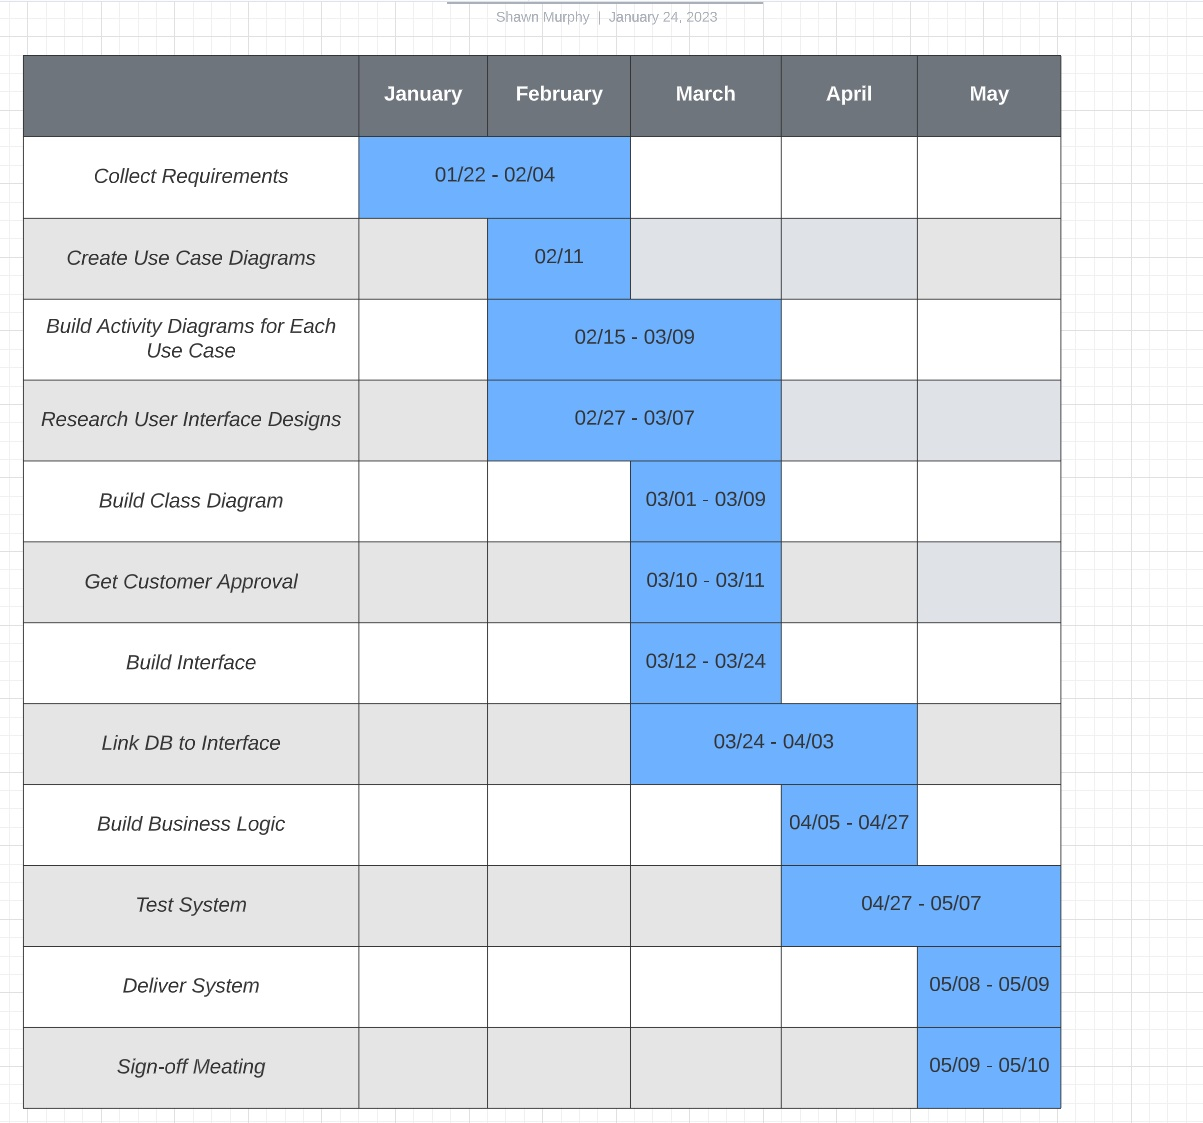 Shawn Murphy | January 24, 2023
January February March April May
Collect Requirements 01/22 - 02/04
Create Use Case Diagrams 02/11
Build Activity Diagrams for Each
Use Case 02/15 - 03/09
Research User Interface Designs 02/27 - 03/07
Build Class Diagram 03/01 - 03/09
Get Customer Approval 03/10 - 03/11
Build Interface 03/12 - 03/24
Link DB to Interface 03/24 - 04/03
Build Business Logic 04/05 - 04/27
Test System 04/27 - 05/07
Deliver System 05/08 - 05/09
Sign-off Meating 05/09 - 05/10